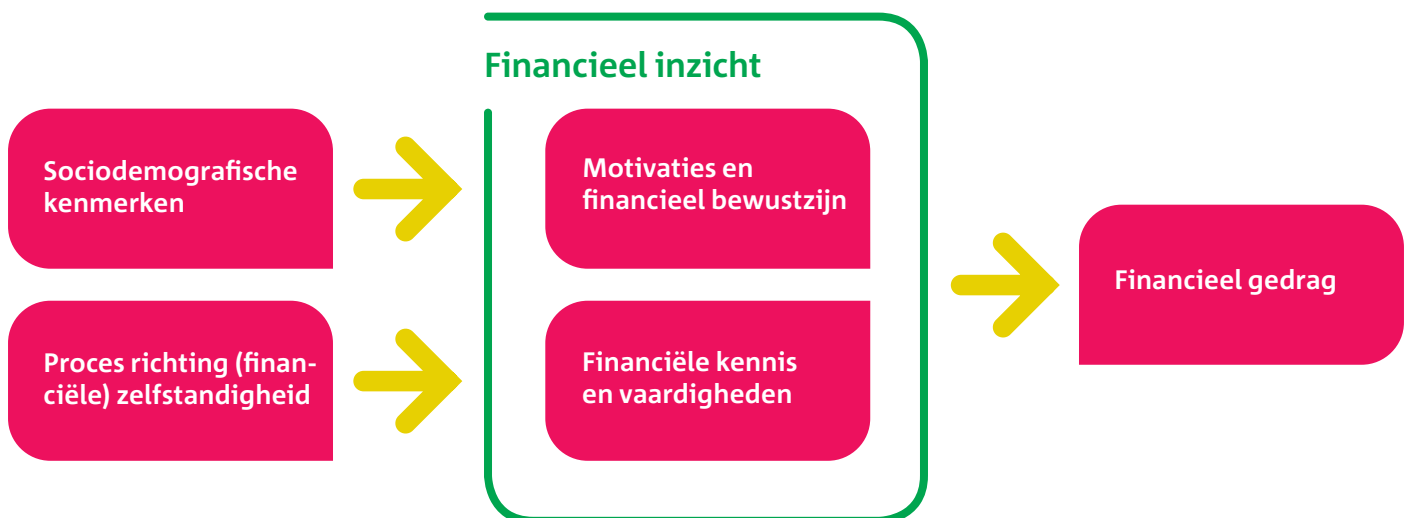 Financieel inzicht
Sociodemografische
kenmerken
Motivaties en
financieel bewustzijn
Proces richting (finan-
ciële) zelfstandigheid
Financiële kennis
en vaardigheden
Financieel gedrag